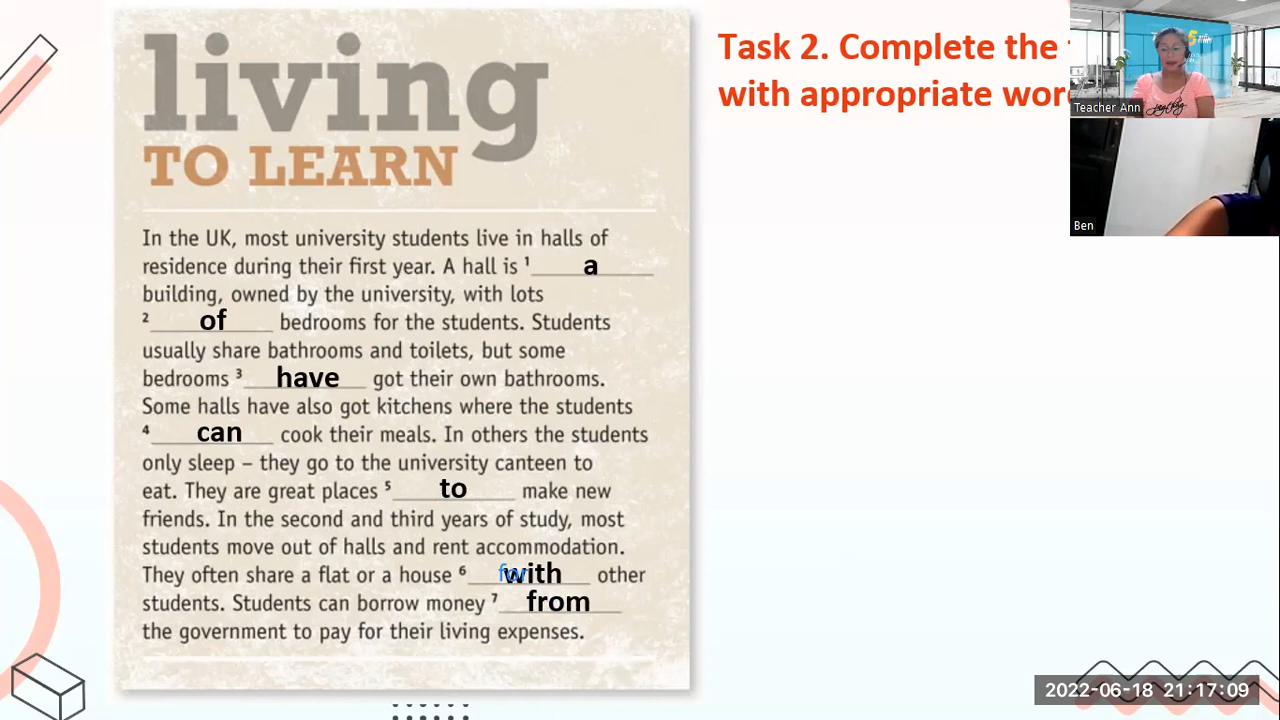 living
TO LEARN
In the UK, most university students live in halls of
residence during their first year. A hall is ¹ a
building, owned by the university, with lots
² of bedrooms for the students. Students
usually share bathrooms and toilets, but some
bedrooms ³ have got their own bathrooms.
Some halls have also got kitchens where the students
⁴ can cook their meals. In others the students
only sleep – they go to the university canteen to
eat. They are great places ⁵ to make new
friends. In the second and third years of study, most
students move out of halls and rent accommodation.
They often share a flat or a house ⁶ for with other
students. Students can borrow money ⁷ from
the government to pay for their living expenses.
Task 2. Complete the
with appropriate
Teacher Ann
Ben
2022-06-18 21:17:09